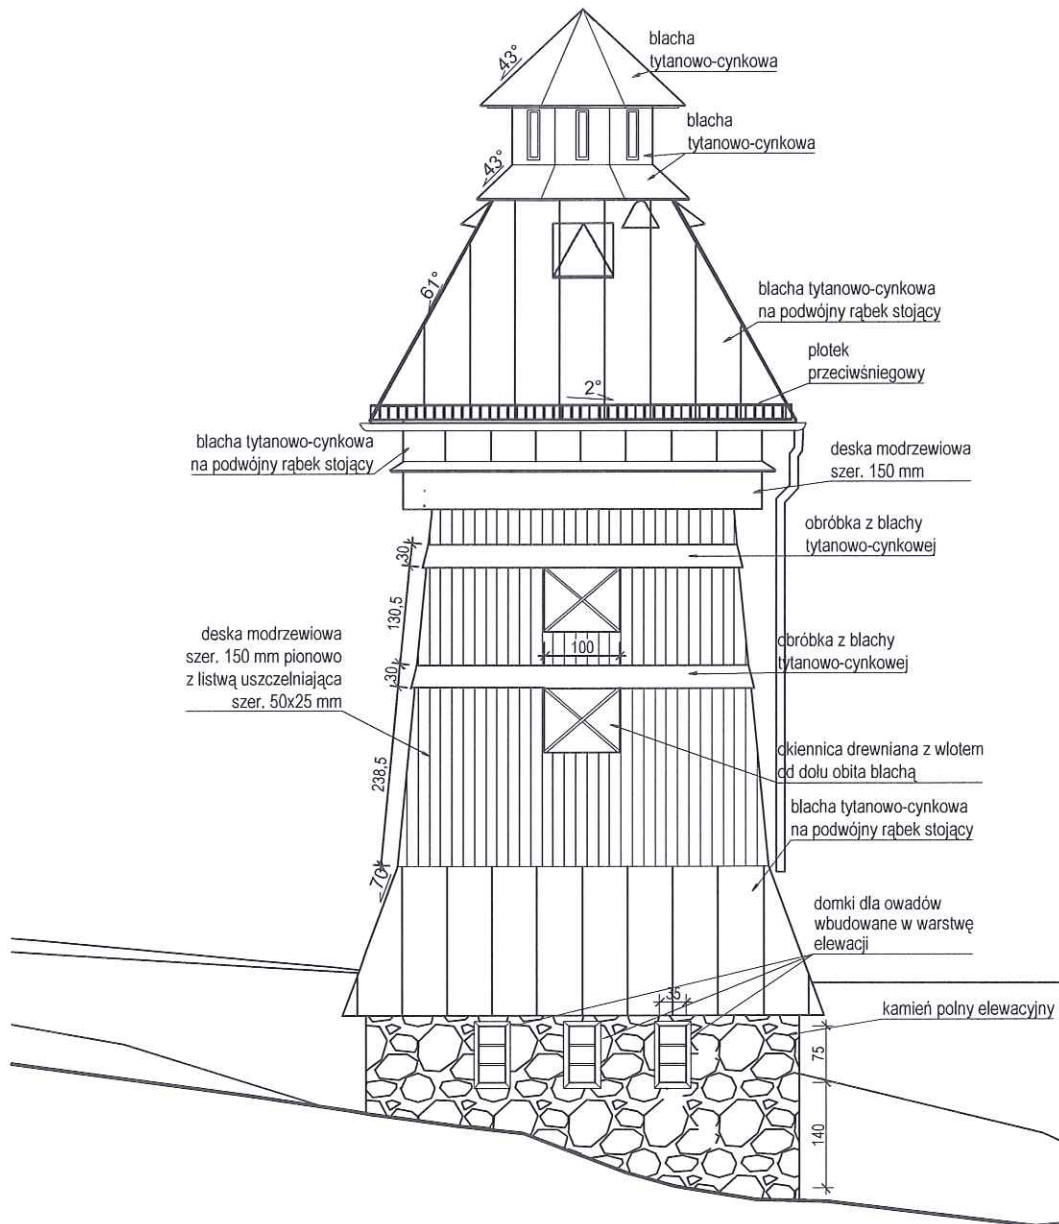 blacha
tytanowo-cynkowa
43°
blacha
tytanowo-cynkowa
43°
61°
blacha tytanowo-cynkowa
na podwójny rąbek stojący
płotek
przeciwśniegowy
2°
blacha tytanowo-cynkowa
na podwójny rąbek stojący
deska modrzewiowa
szer. 150 mm
obróbka z blachy
tytanowo-cynkowej
30
130,5
deska modrzewiowa
szer. 150 mm pionowo
z listwą uszczelniająca
szer. 50x25 mm
100
obróbka z blachy
tytanowo-cynkowej
30
238,5
okiennica drewniana z wlotem
od dołu obita blachą
blacha tytanowo-cynkowa
na podwójny rąbek stojący
70°
domki dla owadów
wbudowane w warstwę
elewacji
35
kamień polny elewacyjny
75
140